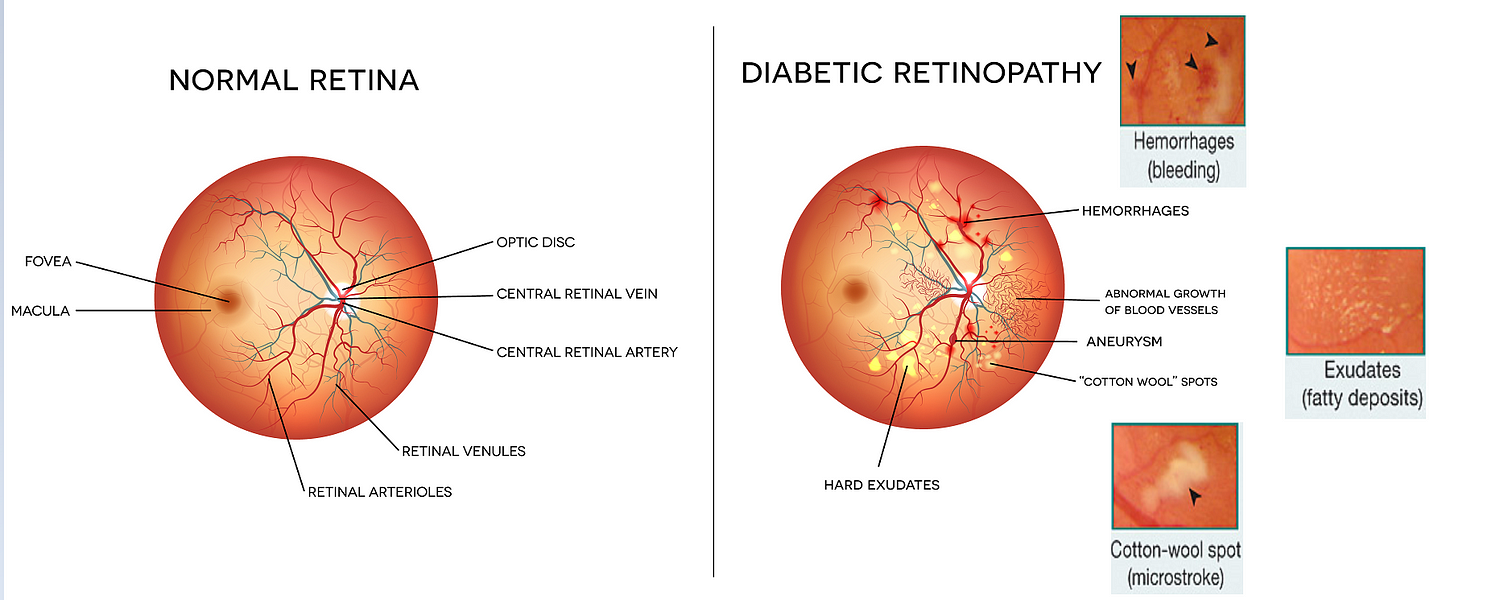 NORMAL RETINA
FOVEA
MACULA
OPTIC DISC
CENTRAL RETINAL VEIN
CENTRAL RETINAL ARTERY
RETINAL VENULES
RETINAL ARTERIOLES
DIABETIC RETINOPATHY
HEMORRHAGES
ABNORMAL GROWTH
OF BLOOD VESSELS
ANEURYSM
“COTTON WOOL” SPOTS
HARD EXUDATES
Hemorrhages
(bleeding)
Exudates
(fatty deposits)
Cotton-wool spot
(microstroke)